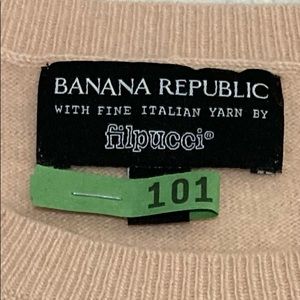 BANANA REPUBLIC
WITH FINE ITALIAN YARN BY
filpucci®
101